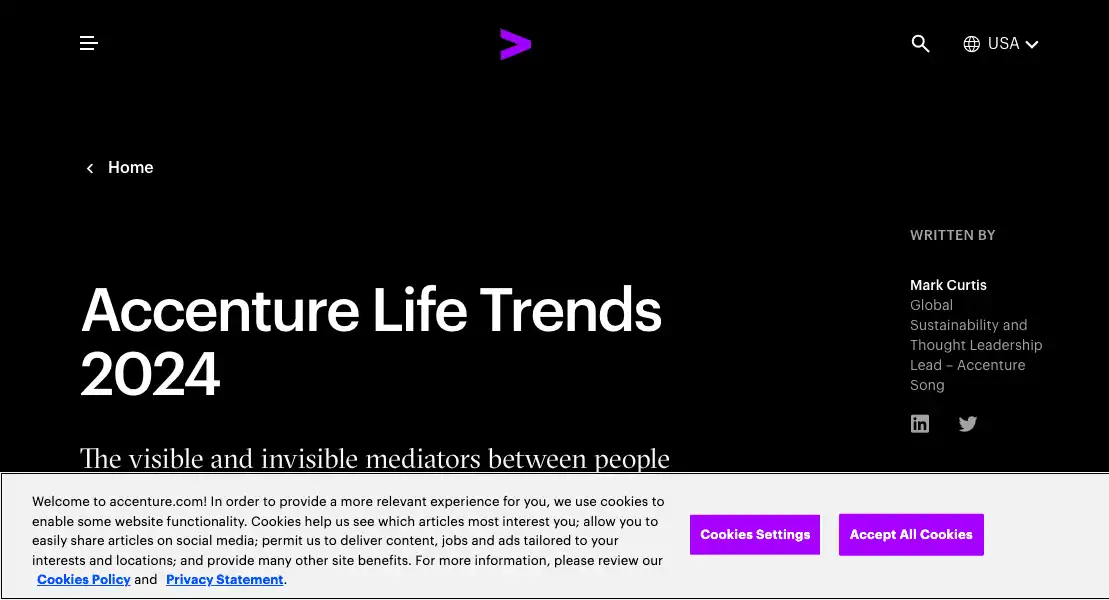 USA
Home
WRITTEN BY
Mark Curtis
Global
Sustainability and
Thought Leadership
Lead – Accenture
Song
Accenture Life Trends
2024
The visible and invisible mediators between people
Welcome to accenture.com! In order to provide a more relevant experience for you, we use cookies to
enable some website functionality. Cookies help us see which articles most interest you; allow you to
easily share articles on social media; permit us to deliver content, jobs and ads tailored to your
interests and locations; and provide many other site benefits. For more information, please review our
Cookies Policy and Privacy Statement.
Cookies Settings
Accept All Cookies